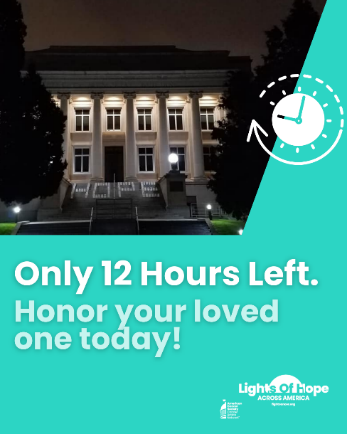 Only 12 Hours Left.
Honor your loved
one today!
Lights Of Hope
ACROSS AMERICA